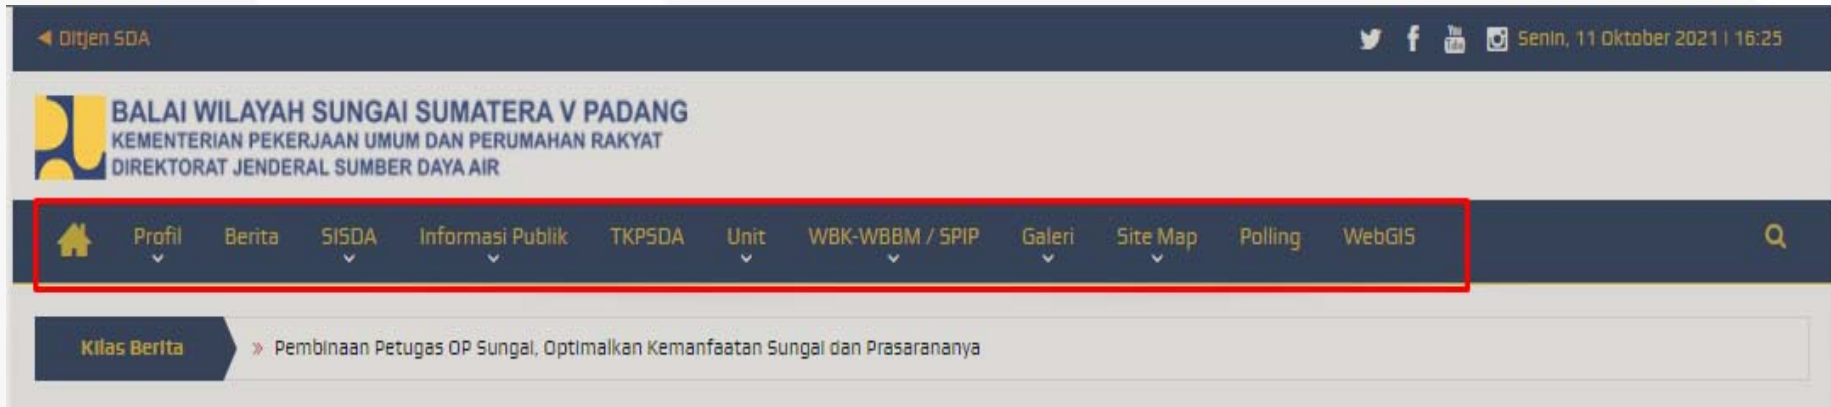 Ditjen SDA
Senin, 11 Oktober 2021 | 16:25
BALAI WILAYAH SUNGAI SUMATERA V PADANG
KEMENTERIAN PEKERJAAN UMUM DAN PERUMAHAN RAKYAT
DIREKTORAT JENDERAL SUMBER DAYA AIR
Profil Berita SISDA Informasi Publik TKPSDA Unit WBK-WBBM / SPIP Galeri Site Map Polling WebGIS
Kilas Berita » Pembinaan Petugas OP Sungai, Optimalkan Kemanfaatan Sungai dan Prasarananya